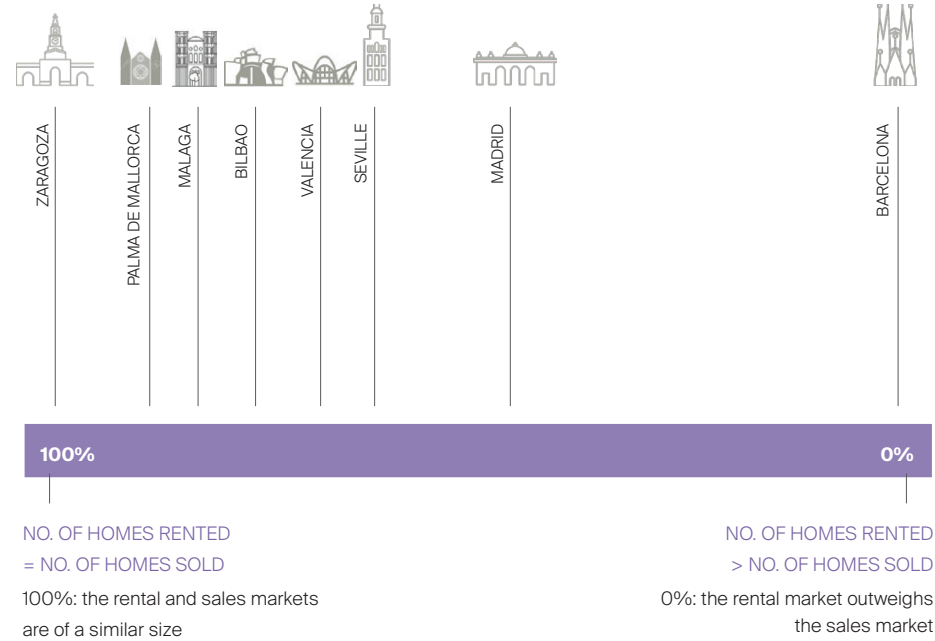 ZARAGOZA
PALMA DE MALLORCA
MALAGA
BILBAO
VALENCIA
SEVILLE
MADRID
BARCELONA
100%
0%
NO. OF HOMES RENTED
= NO. OF HOMES SOLD
100%: the rental and sales markets
are of a similar size
NO. OF HOMES RENTED
> NO. OF HOMES SOLD
0%: the rental market outweighs
the sales market